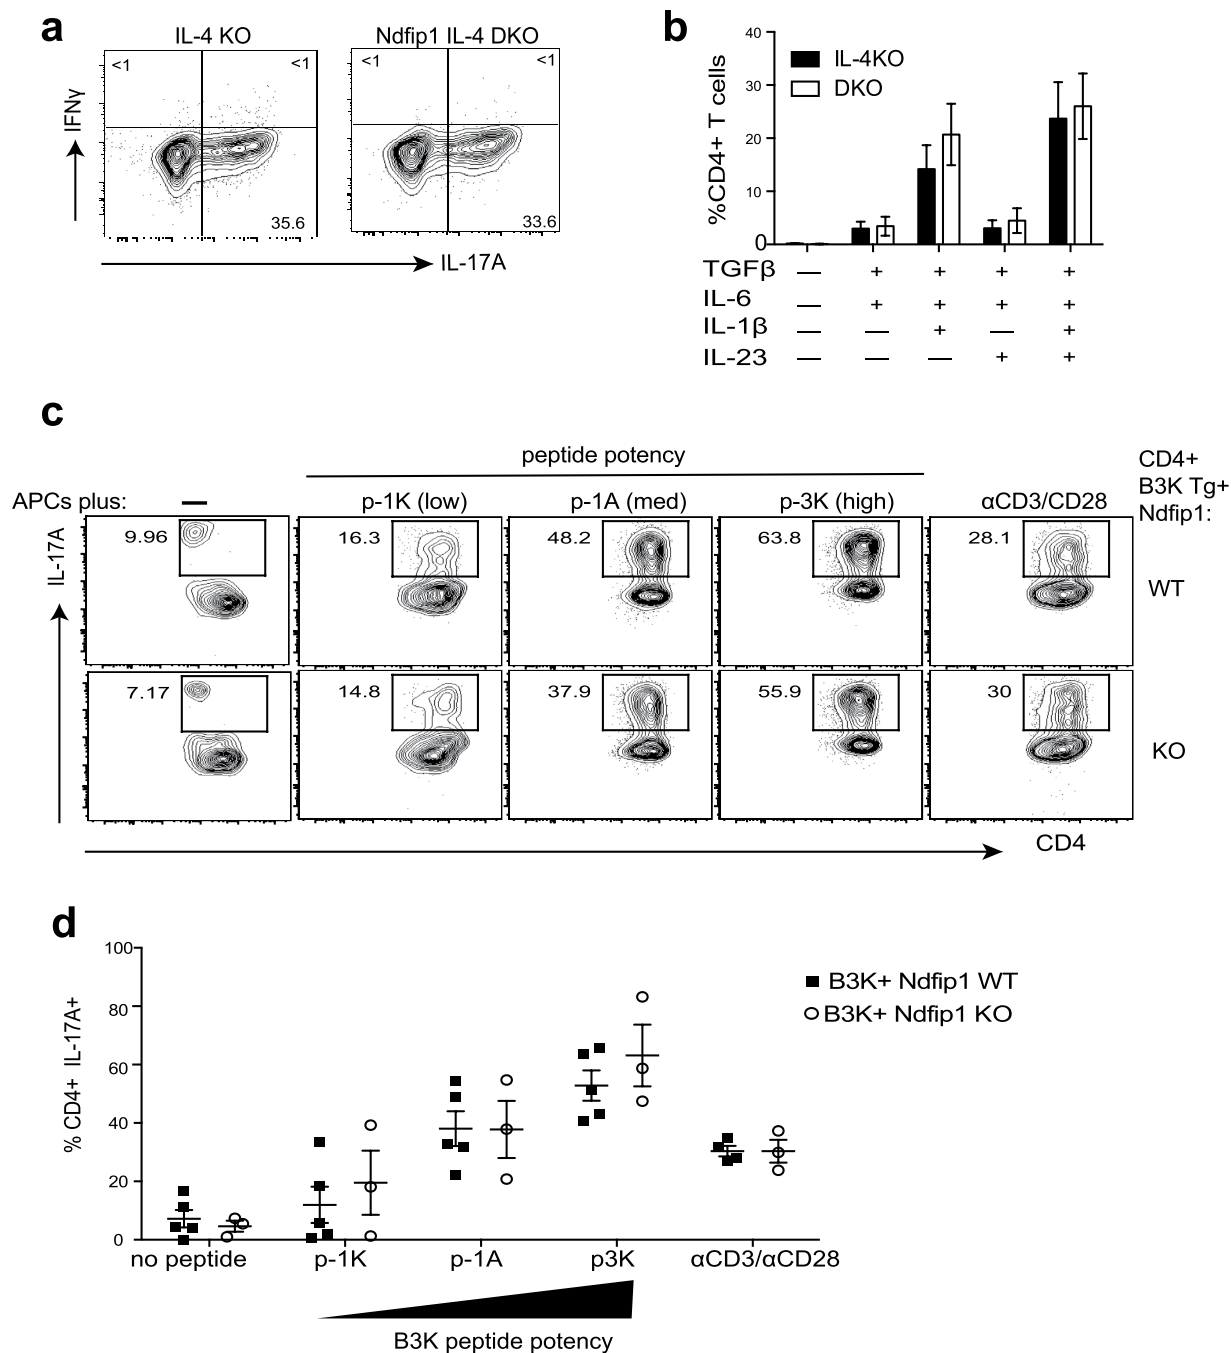 a
IL-4 KO
Ndfip1 IL-4 DKO
<1
<1
<1
<1
IFNγ
35.6
33.6
IL-17A
b
40
30
20
10
0
%CD4+ T cells
IL-4KO
DKO
TGFβ — + + + +
IL-6 — + + + +
IL-1β — — + — +
IL-23 — — — + +
c
peptide potency
CD4+
B3K Tg+
Ndfip1:
APCs plus: — p-1K (low) p-1A (med) p-3K (high) αCD3/CD28
IL-17A
9.96 16.3 48.2 63.8 28.1
WT
7.17 14.8 37.9 55.9 30
KO
CD4
d
100
80
60
40
20
0
% CD4+ IL-17A+
B3K+ Ndfip1 WT
B3K+ Ndfip1 KO
no peptide p-1K p-1A p3K αCD3/αCD28
B3K peptide potency